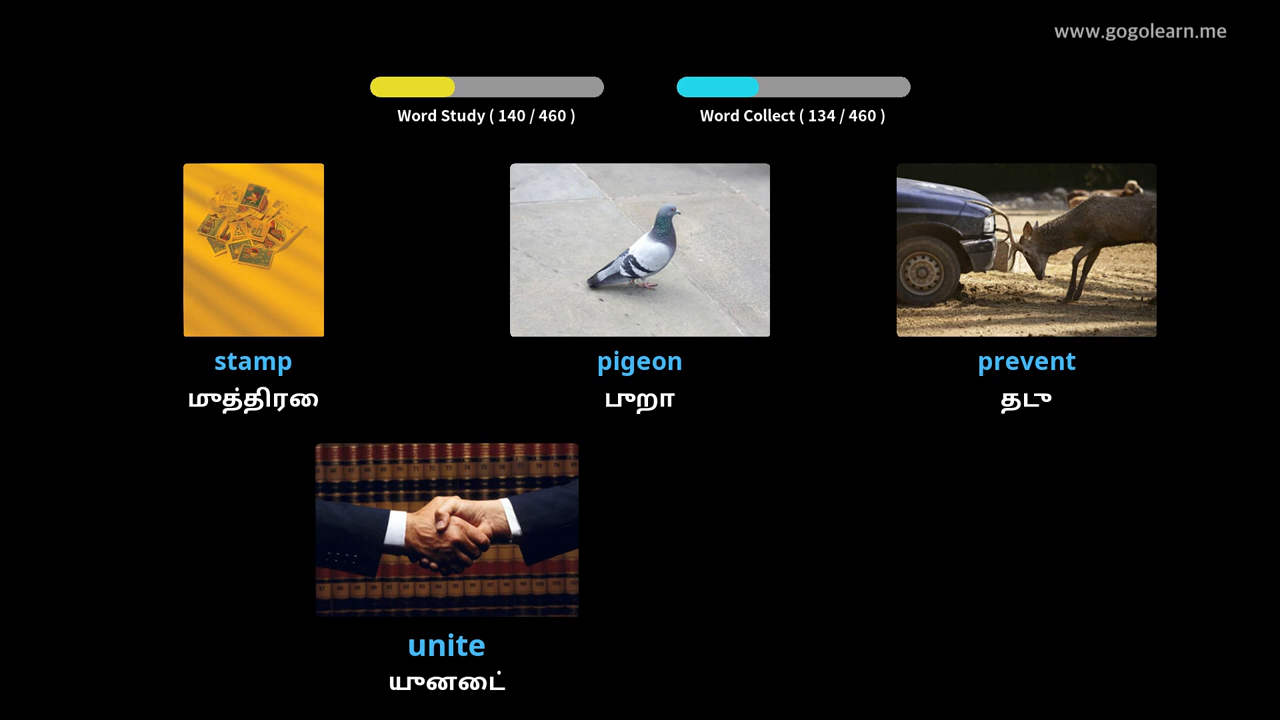 www.gogolearn.me
Word Study ( 140 / 460 )
Word Collect ( 134 / 460 )
stamp
pigeon
prevent
முத்திரை
புறா
தடு
unite
யுனைட்